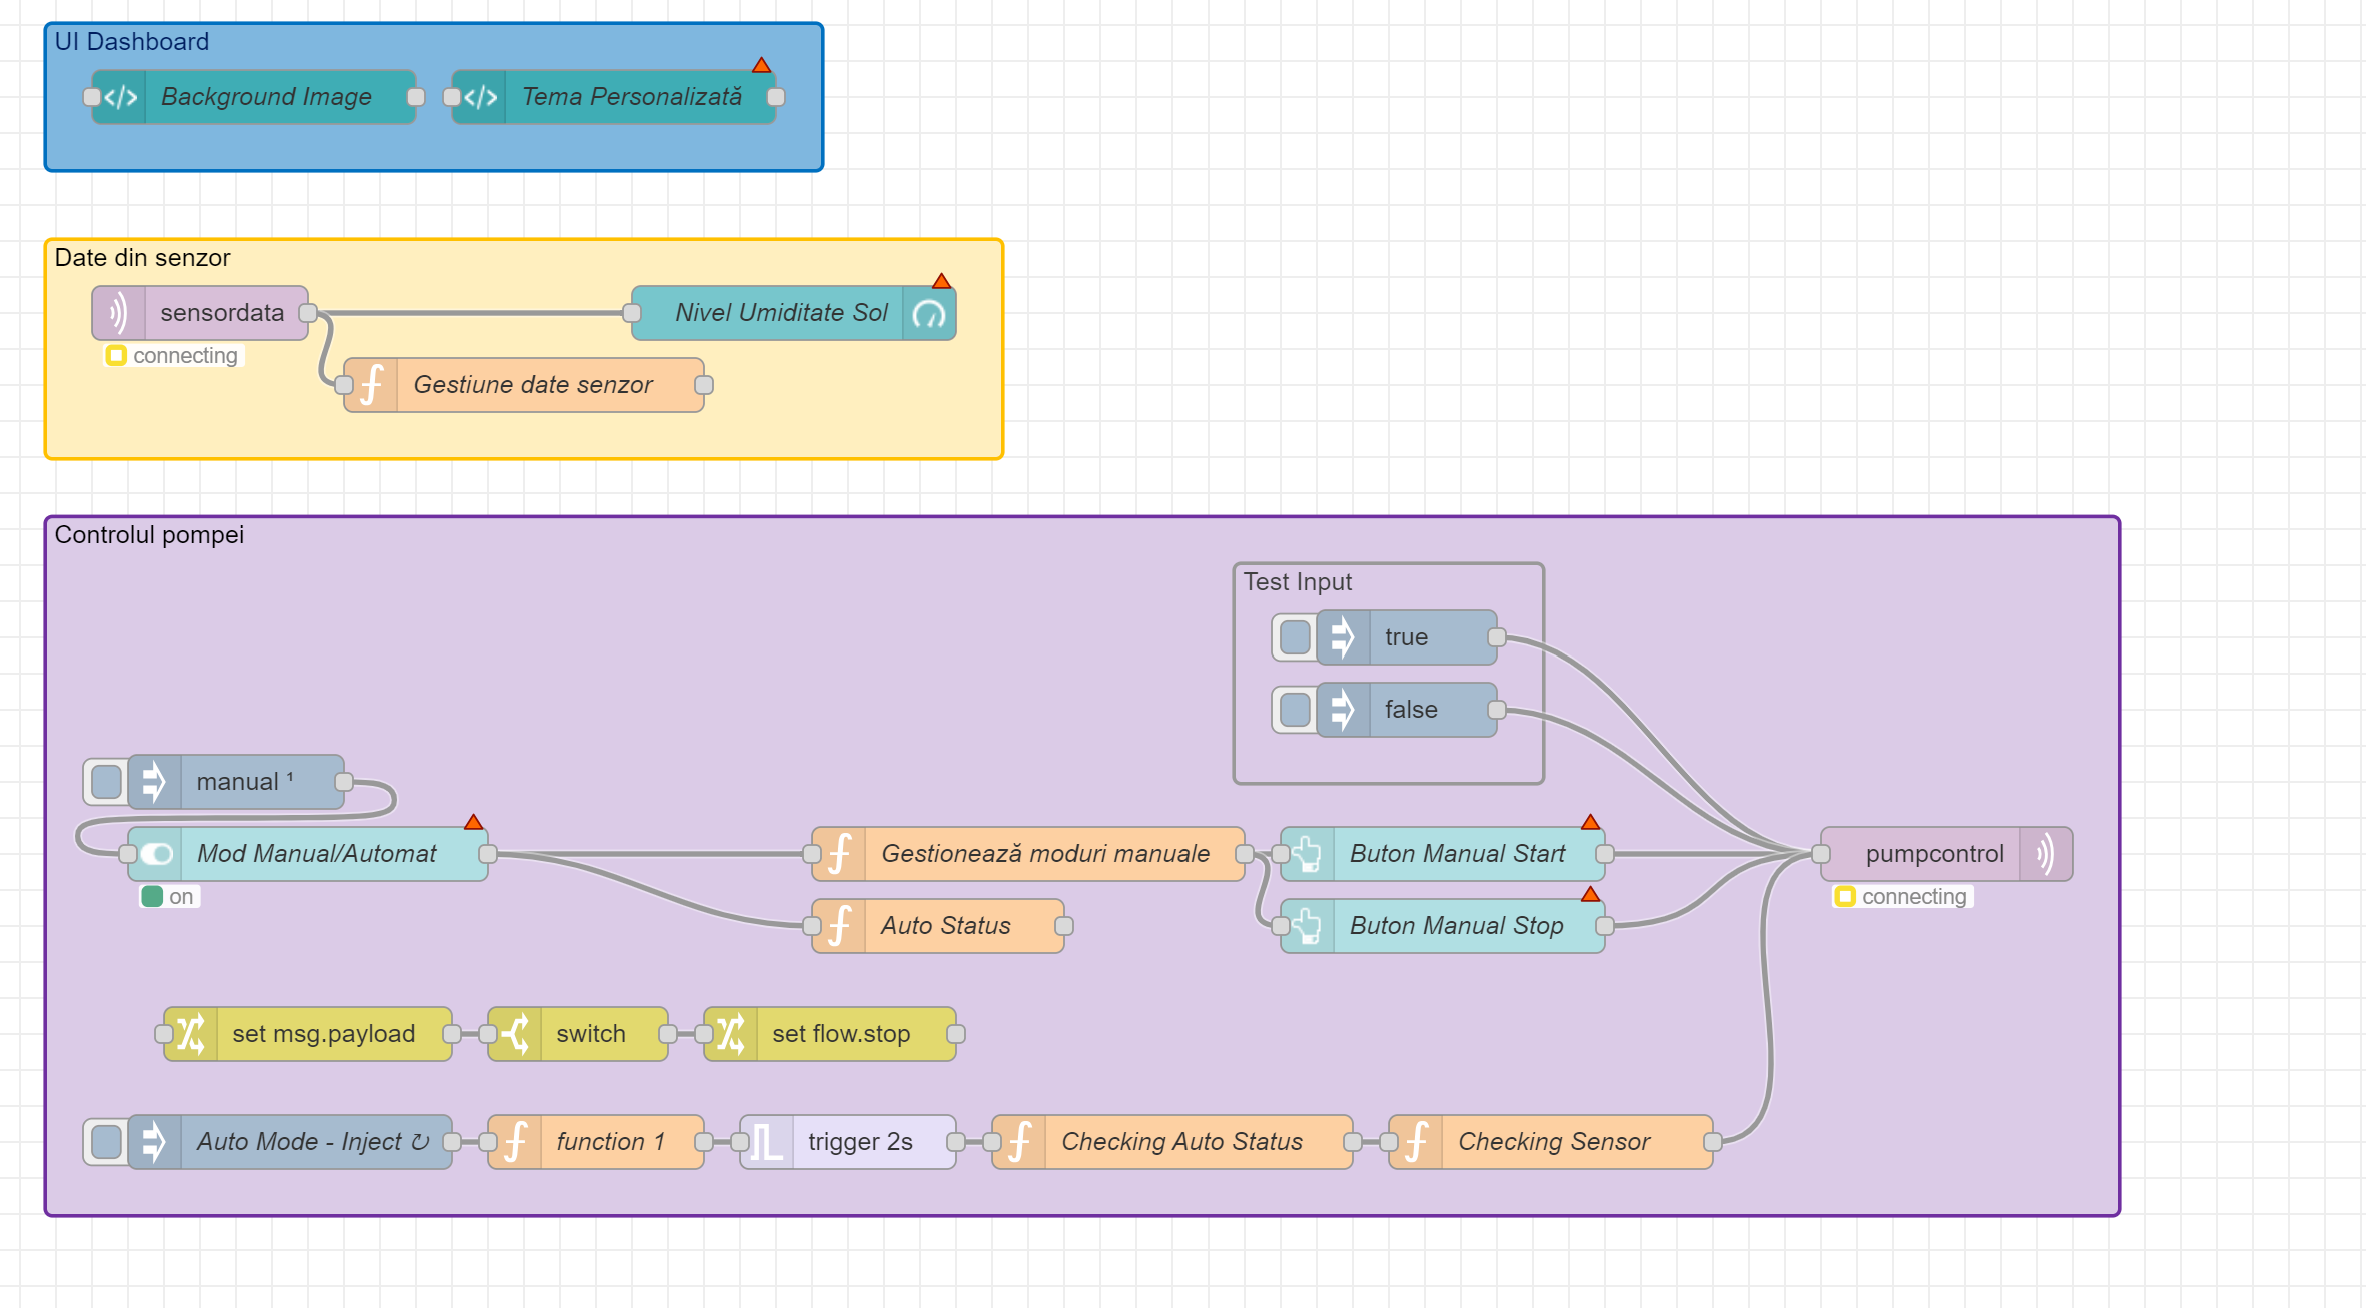 UI Dashboard
Background Image
Tema Personalizată
Date din senzor
sensordata
Nivel Umiditate Sol
connecting
Gestiune date senzor
Controlul pompei
Test Input
true
false
manual ¹
Mod Manual/Automat
on
Gestionează moduri manuale
Buton Manual Start
pumpcontrol
connecting
Auto Status
Buton Manual Stop
set msg.payload
switch
set flow.stop
Auto Mode - Inject ↻
function 1
trigger 2s
Checking Auto Status
Checking Sensor